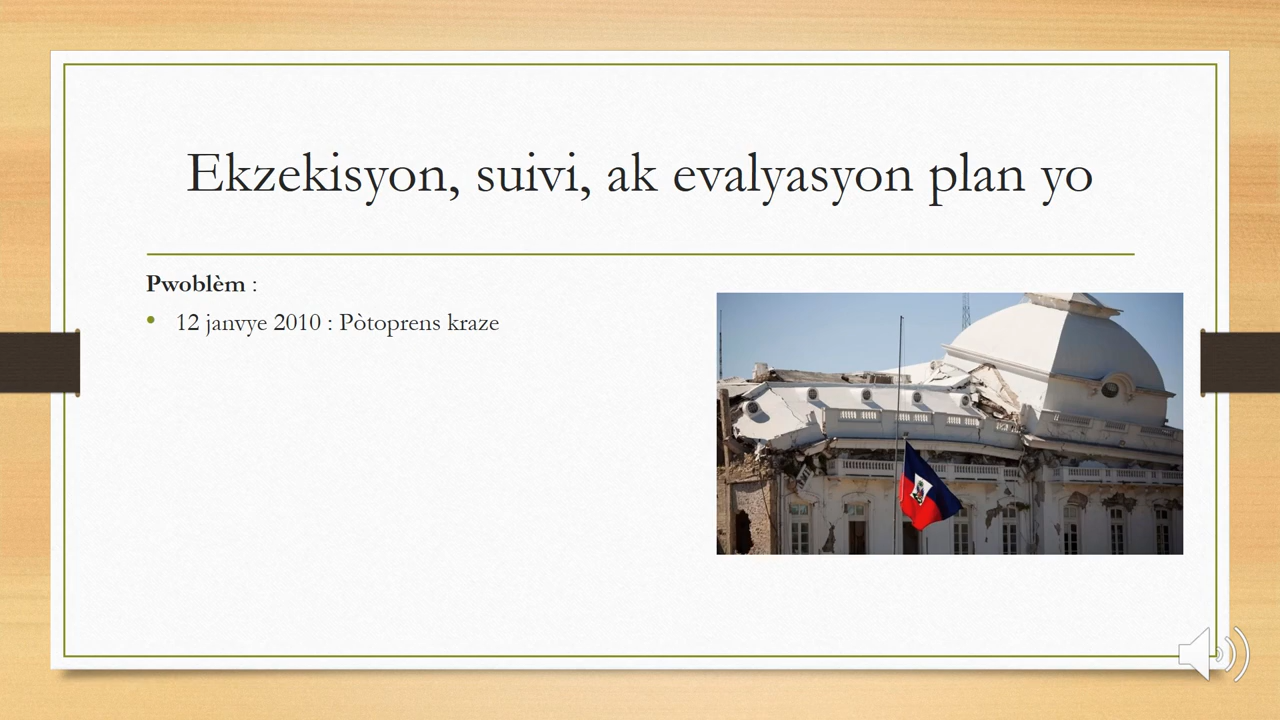 Ekzekisyon, suivi, ak evalyasyon plan yo
Pwoblèm :
• 12 janvye 2010 : Pòtoprens kraze